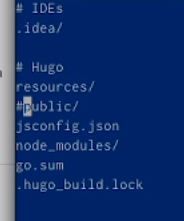 # IDEs
.idea/

# Hugo
resources/
#public/
jsconfig.json
node_modules/
go.sum
.hugo_build.lock